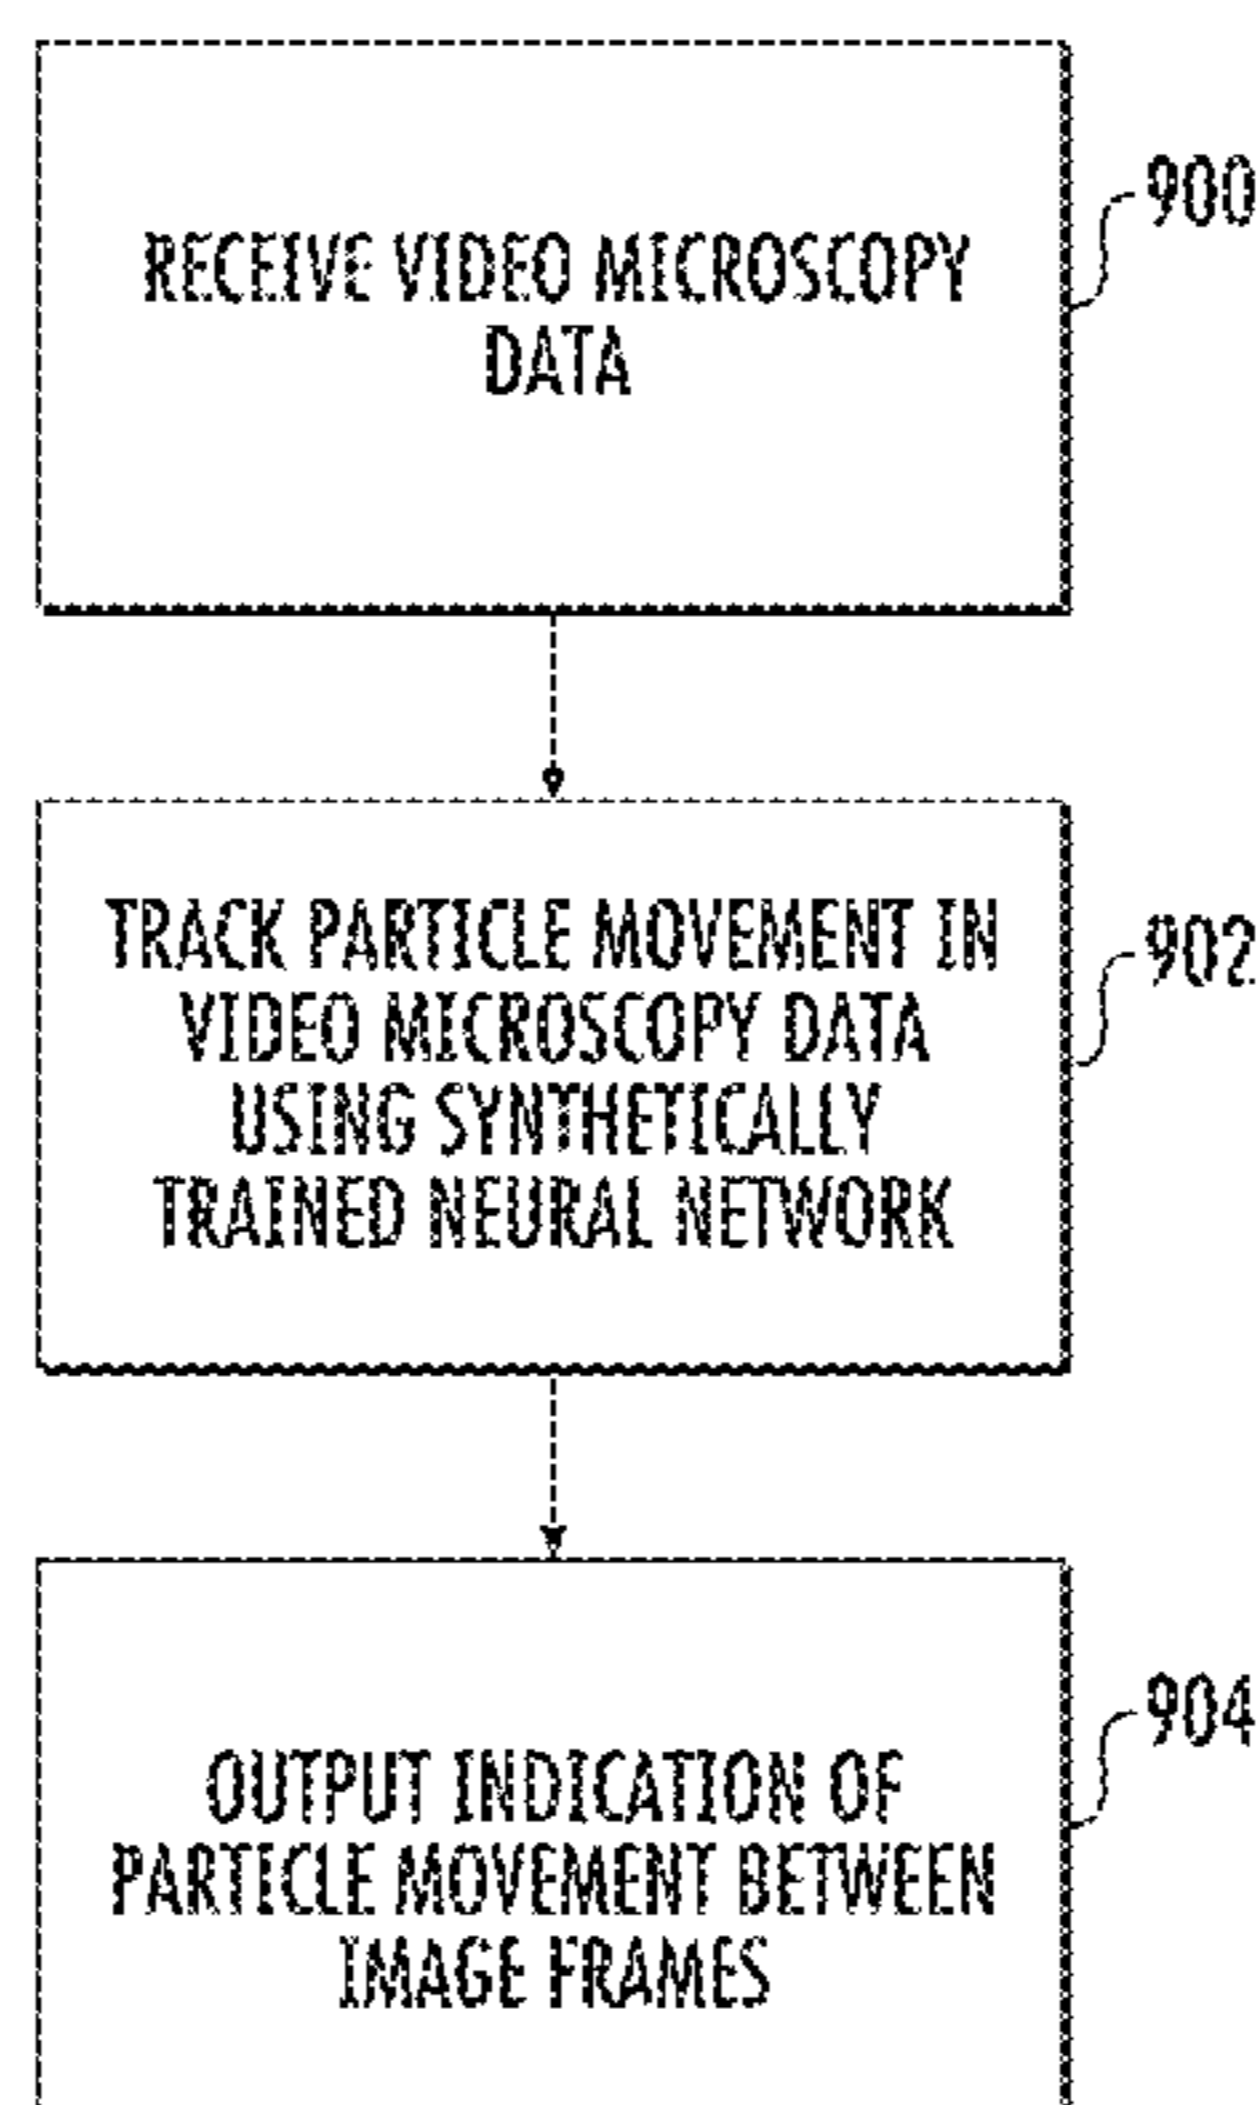 RECEIVE VIDEO MICROSCOPY
DATA
900
TRACK PARTICLE MOVEMENT IN
VIDEO MICROSCOPY DATA
USING SYNTHETICALLY
TRAINED NEURAL NETWORK
902
OUTPUT INDICATION OF
PARTICLE MOVEMENT BETWEEN
IMAGE FRAMES
904